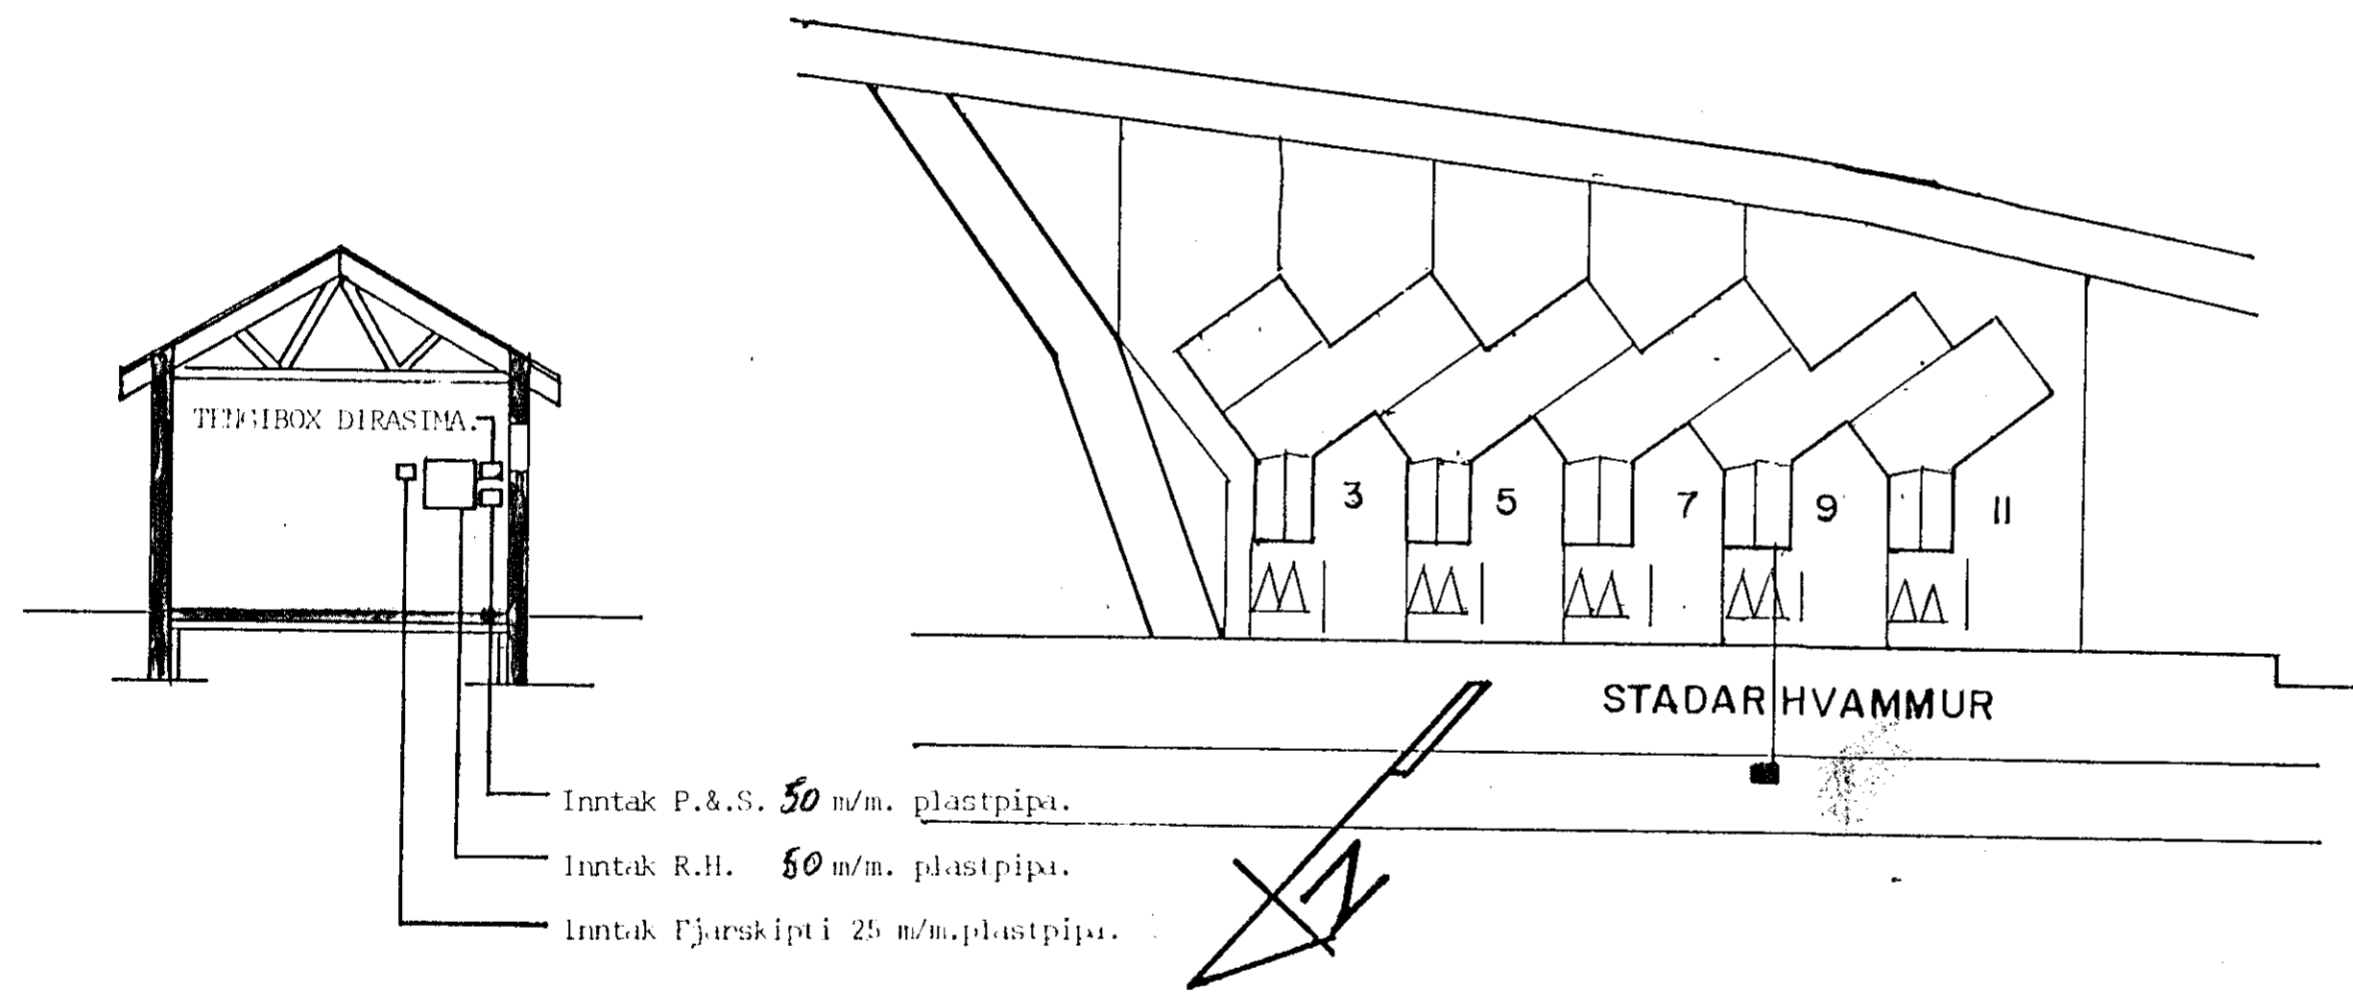 TENGIBOX DIRASIMA.
Inntak P.&.S. 50 m/m. plastpipa.
Inntak R.H. 50 m/m. plastpipa.
Inntak Fjarskipti 25 m/m.plastpipa.
3 5 7 9 11
STADARHVAMMUR
N